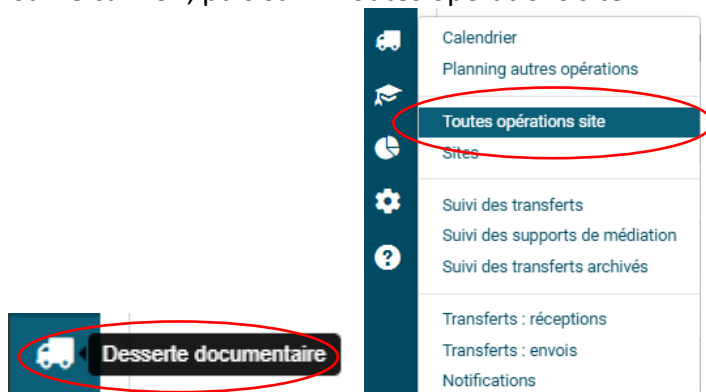 Calendrier
Planning autres opérations
Toutes opérations site
Sites
Suivi des transferts
Suivi des supports de médiation
Suivi des transferts archivés
Transferts : réceptions
Transferts : envois
Notifications
Desserte documentaire